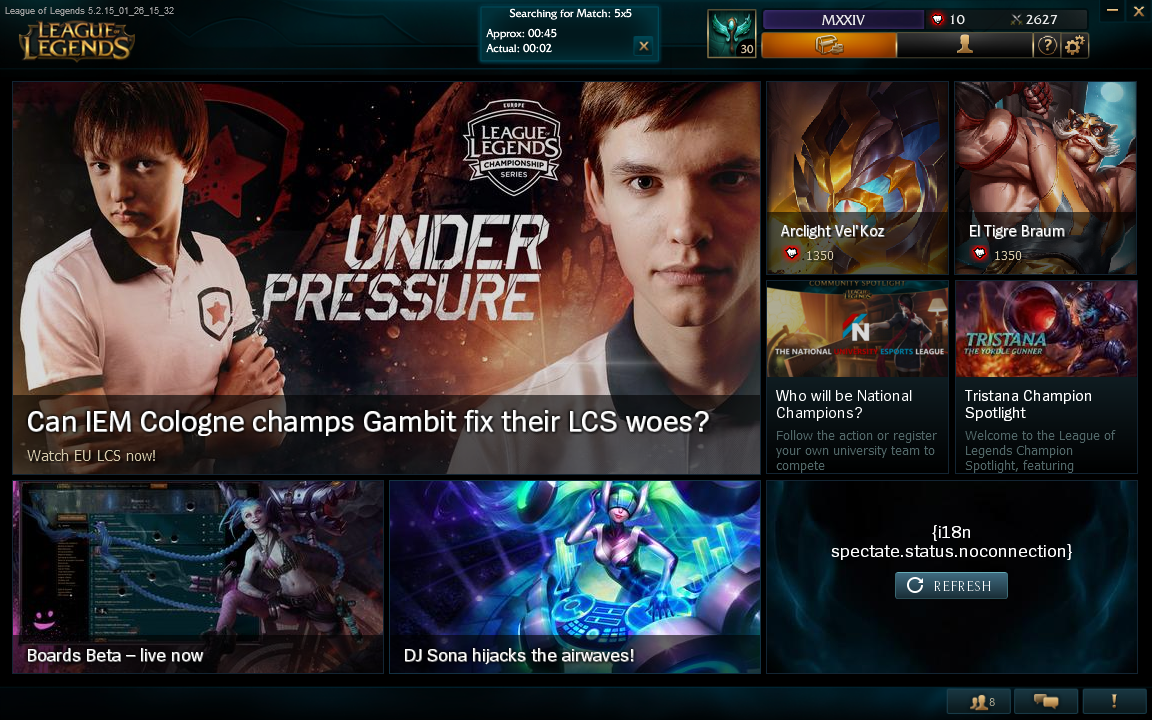 League of Legends 5.2.15_01_26_15_32
LEAGUE OF LEGENDS
Searching for Match: 5x5
Approx: 00:45
Actual: 00:02
30
MXXIV
10
2627
EUROPE
LEAGUE OF LEGENDS
CHAMPIONSHIP
SERIES
UNDER
PRESSURE
Can IEM Cologne champs Gambit fix their LCS woes?
Watch EU LCS now!
Arclight Vel'Koz
1350
El Tigre Braum
1350
COMMUNITY SPOTLIGHT
LEAGUE OF LEGENDS
N
THE NATIONAL UNIVERSITY ESPORTS LEAGUE
Who will be National
Champions?
Follow the action or register
your own university team to
compete
TRISTANA
THE YORDLE GUNNER
Tristana Champion
Spotlight
Welcome to the League of
Legends Champion
Spotlight, featuring
Boards Beta – live now
DJ Sona hijacks the airwaves!
{i18n
spectate.status.noconnection}
REFRESH
8